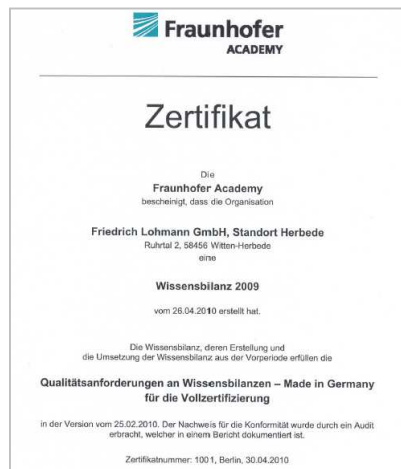 Fraunhofer
ACADEMY
Zertifikat
Die
Fraunhofer Academy
bescheinigt, dass die Organisation
Friedrich Lohmann GmbH, Standort Herbede
Ruhrtal 2, 58456 Witten-Herbede
eine
Wissensbilanz 2009
vom 26.04.2010 erstellt hat.
Die Wissensbilanz, deren Erstellung und
die Umsetzung der Wissensbilanz aus der Vorperiode erfüllen die
Qualitätsanforderungen an Wissensbilanzen – Made in Germany
für die Vollzertifizierung
in der Version vom 25.02.2010. Der Nachweis für die Konformität wurde durch ein Audit
erbracht, welcher in einem Bericht dokumentiert ist.
Zertifikatnummer: 1001, Berlin, 30.04.2010